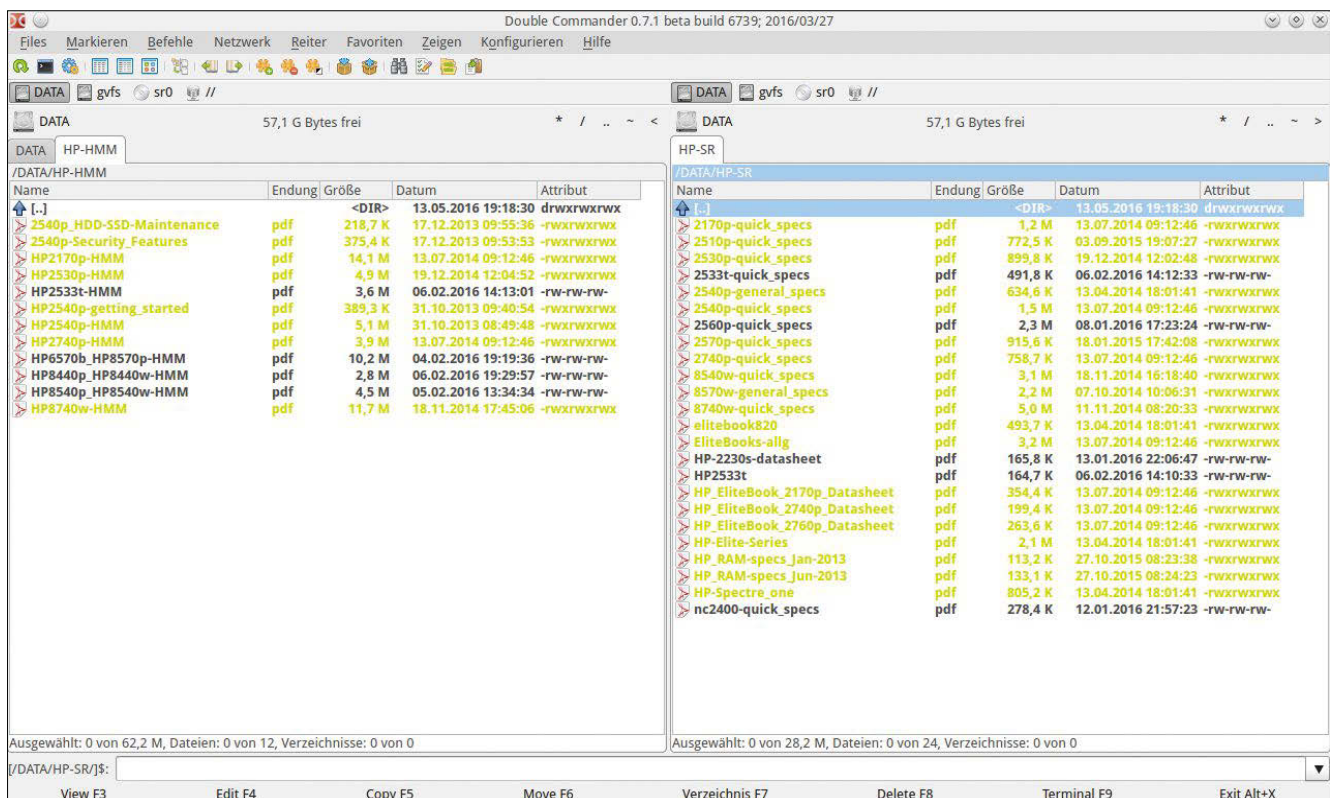 Double Commander 0.7.1 beta build 6739; 2016/03/27
Files Markieren Befehle Netzwerk Reiter Favoriten Zeigen Konfigurieren Hilfe
DATA gvfs sr0 //
DATA 57,1 G Bytes frei * / .. ~ <
DATA HP-HMM
/DATA/HP-HMM
Name Endung Größe Datum Attribut
[..] <DIR> 13.05.2016 19:18:30 drwxrwxrwx
2540p_HDD-SSD-Maintenance pdf 218,7 K 17.12.2013 09:55:36 -rwxrwxrwx
2540p-Security_Features pdf 375,4 K 17.12.2013 09:53:53 -rwxrwxrwx
HP2170p-HMM pdf 14,1 M 13.07.2014 09:12:46 -rwxrwxrwx
HP2530p-HMM pdf 4,9 M 19.12.2014 12:04:52 -rwxrwxrwx
HP2533t-HMM pdf 3,6 M 06.02.2016 14:13:01 -rw-rw-rw-
HP2540p-getting_started pdf 389,3 K 31.10.2013 09:40:54 -rwxrwxrwx
HP2540p-HMM pdf 5,1 M 31.10.2013 08:49:48 -rwxrwxrwx
HP2740p-HMM pdf 3,9 M 13.07.2014 09:12:46 -rwxrwxrwx
HP6570b_HP8570p-HMM pdf 10,2 M 04.02.2016 19:19:36 -rw-rw-rw-
HP8440p_HP8440w-HMM pdf 2,8 M 06.02.2016 19:29:57 -rw-rw-rw-
HP8540p_HP8540w-HMM pdf 4,5 M 05.02.2016 13:34:34 -rw-rw-rw-
HP8740w-HMM pdf 11,7 M 18.11.2014 17:45:06 -rwxrwxrwx
Ausgewählt: 0 von 62,2 M, Dateien: 0 von 12, Verzeichnisse: 0 von 0
DATA gvfs sr0 //
DATA 57,1 G Bytes frei * / .. ~ >
HP-SR
/DATA/HP-SR
Name Endung Größe Datum Attribut
[..] <DIR> 13.05.2016 19:18:30 drwxrwxrwx
2170p-quick_specs pdf 1,2 M 13.07.2014 09:12:46 -rwxrwxrwx
2510p-quick_specs pdf 772,5 K 03.09.2015 19:07:27 -rwxrwxrwx
2530p-quick_specs pdf 899,8 K 19.12.2014 12:02:48 -rwxrwxrwx
2533t-quick_specs pdf 491,8 K 06.02.2016 14:12:33 -rw-rw-rw-
2540p-general_specs pdf 634,6 K 13.04.2014 18:01:41 -rwxrwxrwx
2540p-quick_specs pdf 1,5 M 13.07.2014 09:12:46 -rwxrwxrwx
2560p-quick_specs pdf 2,3 M 08.01.2016 17:23:24 -rw-rw-rw-
2570p-quick_specs pdf 915,6 K 18.01.2015 17:42:08 -rwxrwxrwx
2740p-quick_specs pdf 758,7 K 13.07.2014 09:12:46 -rwxrwxrwx
8540w-quick_specs pdf 3,1 M 18.11.2014 16:18:40 -rwxrwxrwx
8570w-general_specs pdf 2,2 M 07.10.2014 10:06:31 -rwxrwxrwx
8740w-quick_specs pdf 5,0 M 11.11.2014 08:20:33 -rwxrwxrwx
elitebook820 pdf 493,7 K 13.04.2014 18:01:41 -rwxrwxrwx
EliteBooks-allg pdf 3,2 M 13.07.2014 09:12:46 -rwxrwxrwx
HP-2230s-datasheet pdf 165,8 K 13.01.2016 22:06:47 -rw-rw-rw-
HP2533t pdf 164,7 K 06.02.2016 14:10:33 -rw-rw-rw-
HP_EliteBook_2170p_Datasheet pdf 354,4 K 13.07.2014 09:12:46 -rwxrwxrwx
HP_EliteBook_2740p_Datasheet pdf 199,4 K 13.07.2014 09:12:46 -rwxrwxrwx
HP_EliteBook_2760p_Datasheet pdf 263,6 K 13.07.2014 09:12:46 -rwxrwxrwx
HP-Elite-Series pdf 2,1 M 13.04.2014 18:01:41 -rwxrwxrwx
HP_RAM-specs_Jan-2013 pdf 113,2 K 27.10.2015 08:23:38 -rwxrwxrwx
HP_RAM-specs_Jun-2013 pdf 133,1 K 27.10.2015 08:24:23 -rwxrwxrwx
HP-Spectre_one pdf 805,2 K 13.04.2014 18:01:41 -rwxrwxrwx
nc2400-quick_specs pdf 278,4 K 12.01.2016 21:57:23 -rw-rw-rw-
Ausgewählt: 0 von 28,2 M, Dateien: 0 von 24, Verzeichnisse: 0 von 0
[/DATA/HP-SR/]$:
View F3 Edit F4 Copy F5 Move F6 Verzeichnis F7 Delete F8 Terminal F9 Exit Alt+X